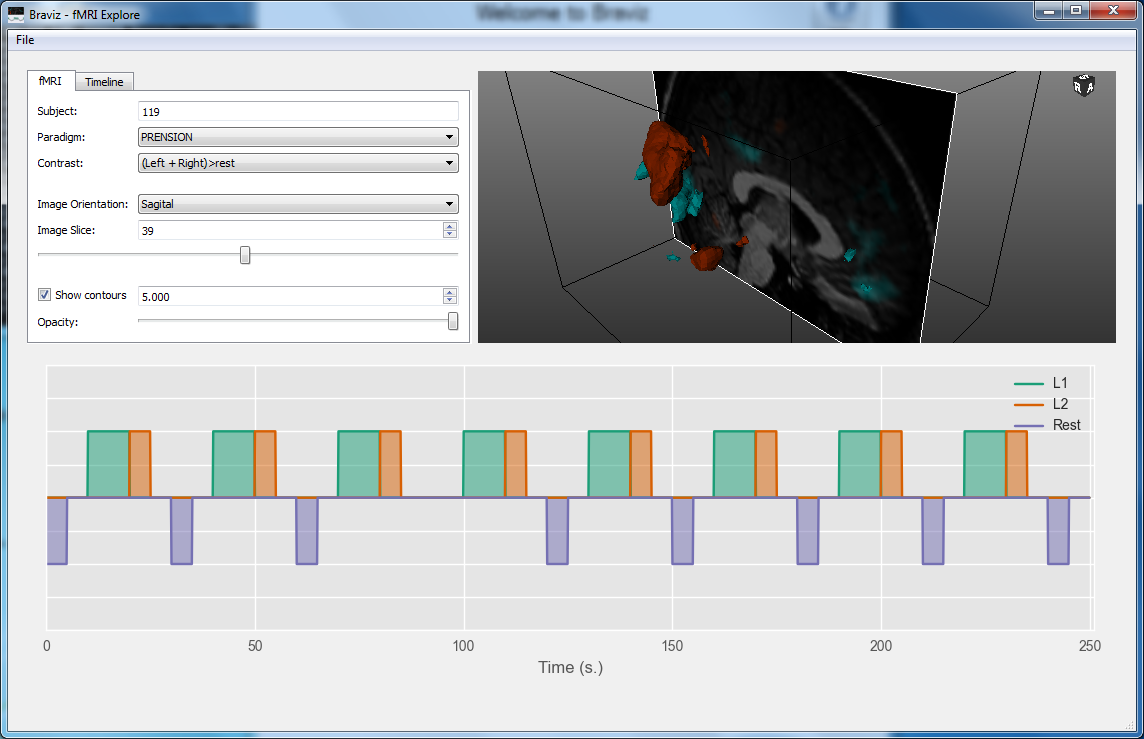 Welcome to Braviz
Braviz - fMRI Explore
File
fMRI Timeline
Subject: 119
Paradigm: PRENSION
Contrast: (Left + Right)>rest
Image Orientation: Sagital
Image Slice: 39
Show contours 5.000
Opacity:
R A
L1
L2
Rest
0 50 100 150 200 250
Time (s.)